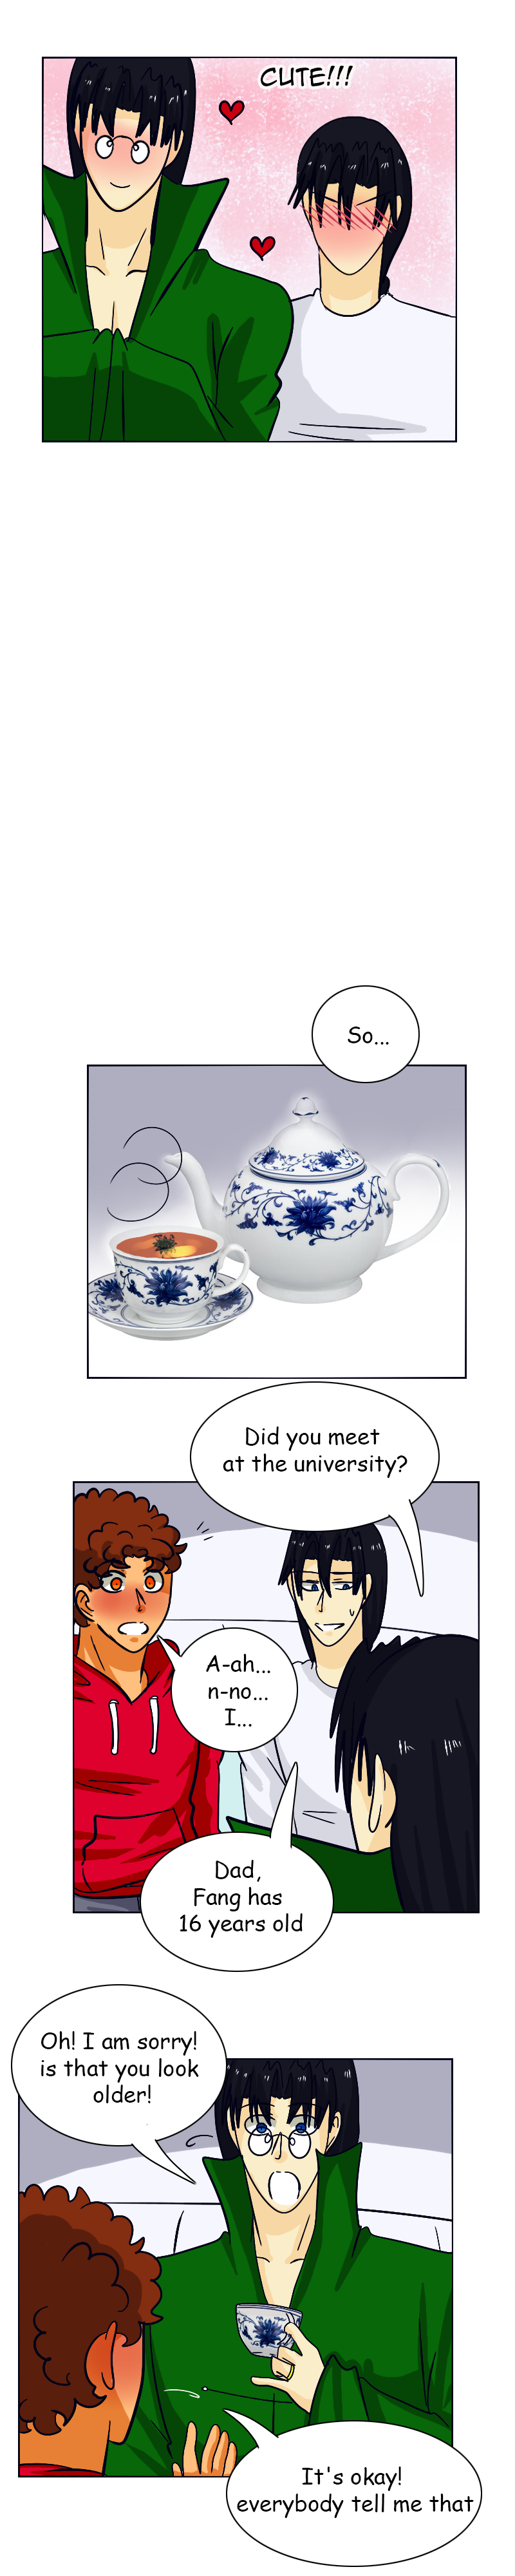 CUTE!!!
So...
Did you meet
at the university?
A-ah...
n-no...
I...
Dad,
Fang has
16 years old
Oh! I am sorry!
is that you look
older!
It's okay!
everybody tell me that